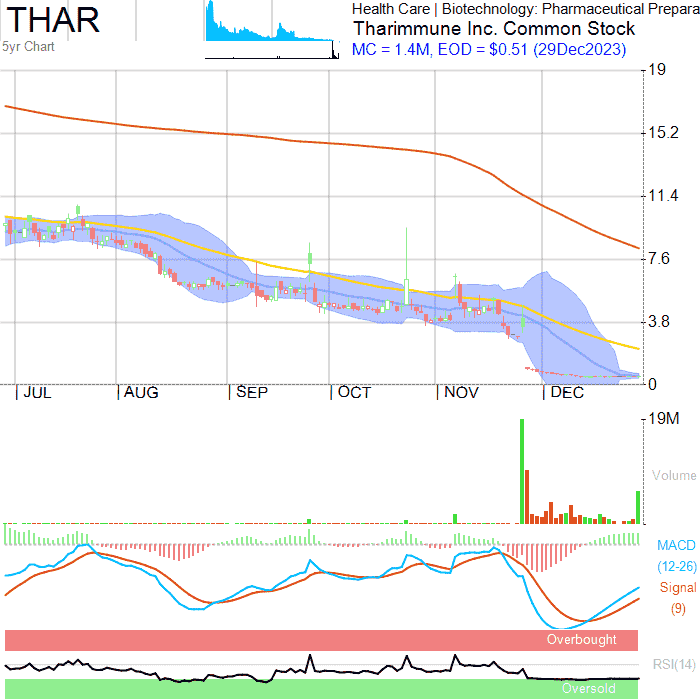 THAR
5yr Chart
Health Care | Biotechnology: Pharmaceutical Prepara
Tharimmune Inc. Common Stock
MC = 1.4M, EOD = $0.51 (29Dec2023)
19
15.2
11.4
7.6
3.8
0
|JUL |AUG |SEP |OCT |NOV |DEC
19M
Volume
MACD
(12-26)
Signal
(9)
Overbought
RSI(14)
Oversold